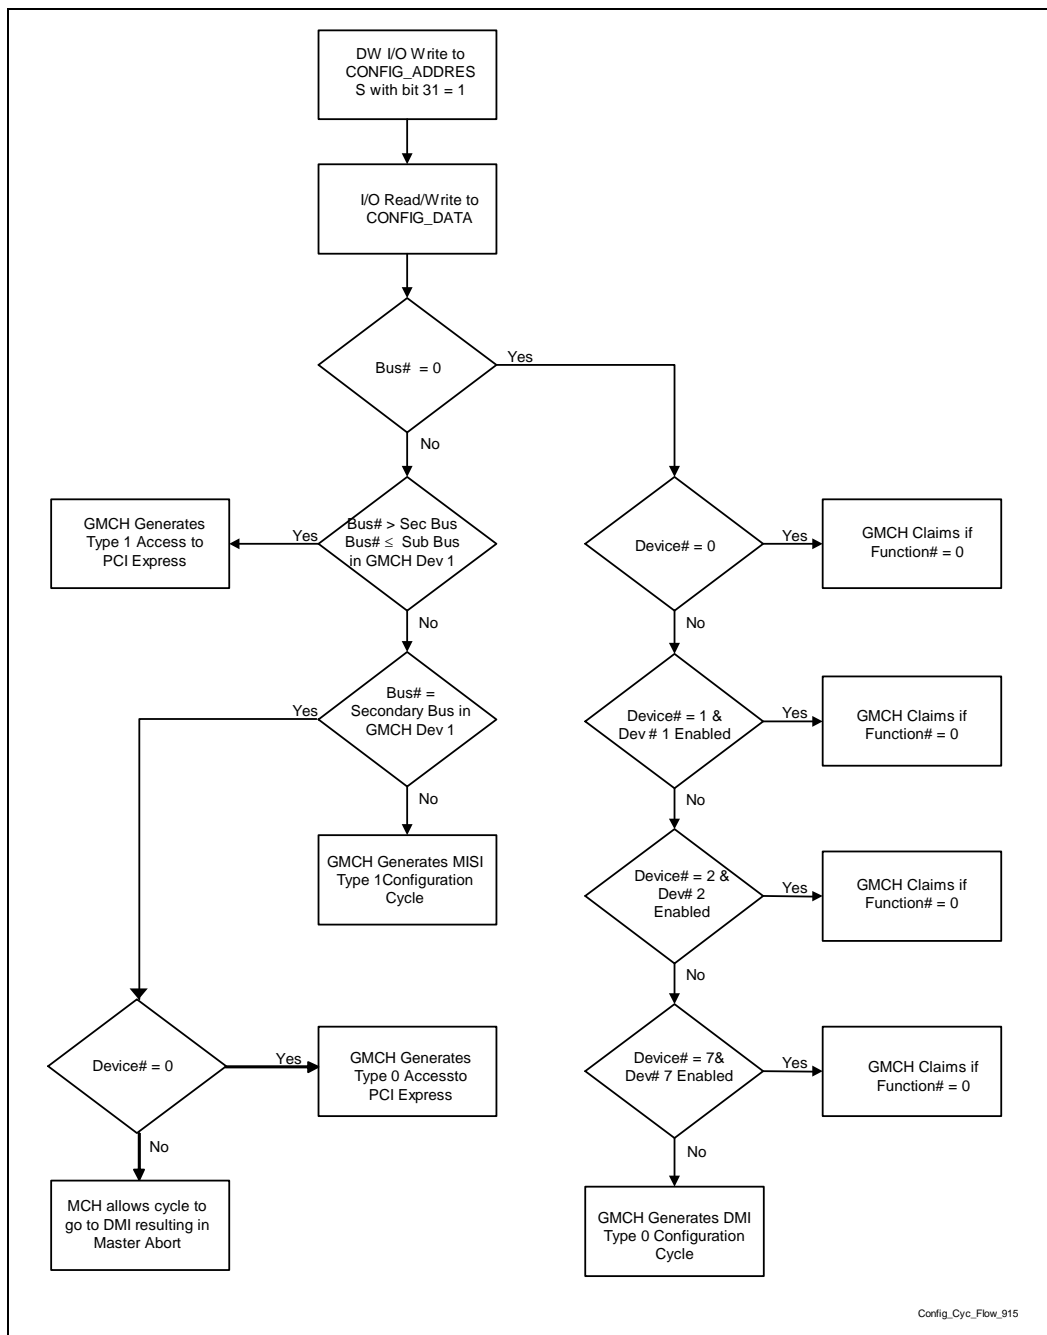 DW I/O Write to
CONFIG_ADDRES
S with bit 31 = 1
I/O Read/Write to
CONFIG_DATA
Bus# = 0
Yes
No
Bus# > Sec Bus
Bus# ≤ Sub Bus
in GMCH Dev 1
Yes
GMCH Generates
Type 1 Access to
PCI Express
No
Device# = 0
Yes
GMCH Claims if
Function# = 0
No
Bus# =
Secondary Bus in
GMCH Dev 1
Yes
No
Device# = 1 &
Dev # 1 Enabled
Yes
GMCH Claims if
Function# = 0
No
GMCH Generates MISI
Type 1Configuration
Cycle
Device# = 2 &
Dev# 2
Enabled
Yes
GMCH Claims if
Function# = 0
No
Device# = 0
Yes
GMCH Generates
Type 0 Accessto
PCI Express
No
MCH allows cycle to
go to DMI resulting in
Master Abort
Device# = 7&
Dev# 7 Enabled
Yes
GMCH Claims if
Function# = 0
No
GMCH Generates DMI
Type 0 Configuration
Cycle
Config_Cyc_Flow_915